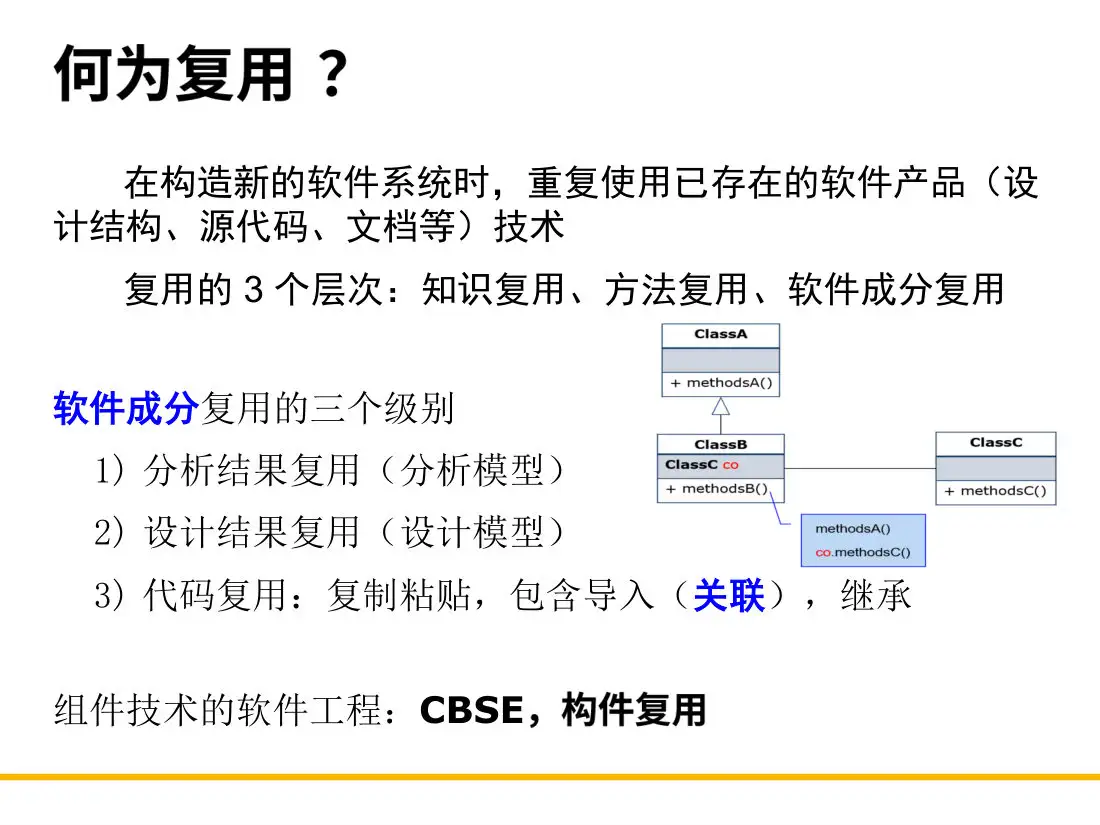 何为复用 ？
在构造新的软件系统时，重复使用已存在的软件产品（设
计结构、源代码、文档等）技术
复用的 3 个层次：知识复用、方法复用、软件成分复用
软件成分复用的三个级别
1）分析结果复用（分析模型）
2）设计结果复用（设计模型）
3）代码复用：复制粘贴，包含导入（关联），继承
ClassA
+ methodsA()
ClassB
ClassC co
+ methodsB()
ClassC
+ methodsC()
methodsA()
co.methodsC()
组件技术的软件工程：CBSE，构件复用